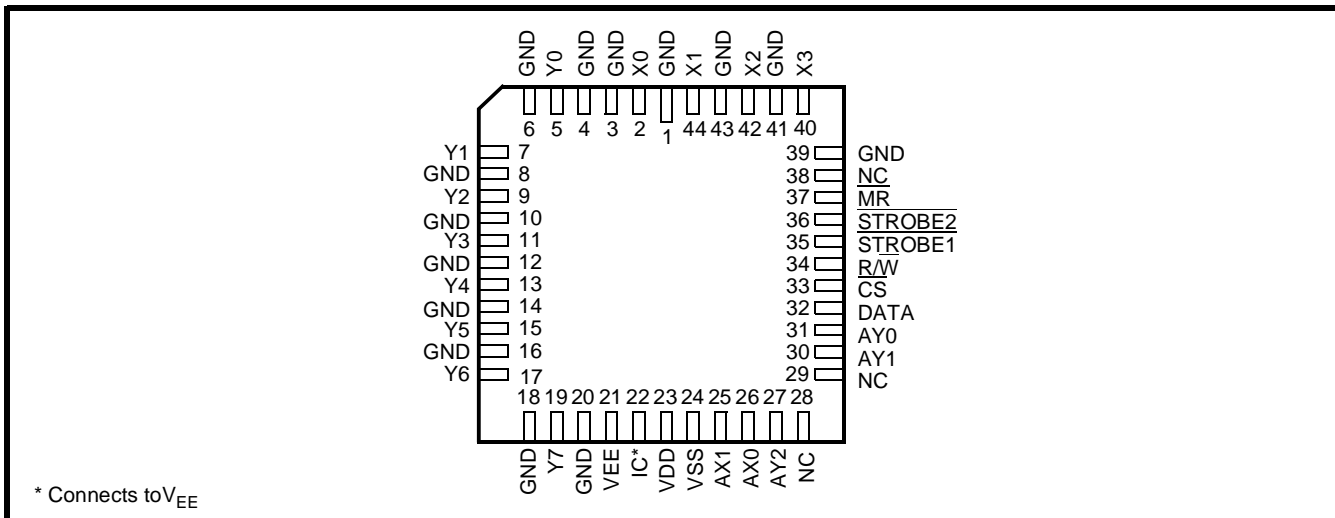 GND Y0 GND GND X0 GND X1 GND X2 GND X3
6 5 4 3 2 1 44 43 42 41 40
Y1 7
GND 8
Y2 9
GND 10
Y3 11
GND 12
Y4 13
GND 14
Y5 15
GND 16
Y6 17
39 GND
38 NC
37 MR
36 STROBE2
35 STROBE1
34 R/W
33 CS
32 DATA
31 AY0
30 AY1
29 NC
18 19 20 21 22 23 24 25 26 27 28
GND Y7 GND VEE IC* VDD VSS AX1 AX0 AY2 NC
* Connects toVEE